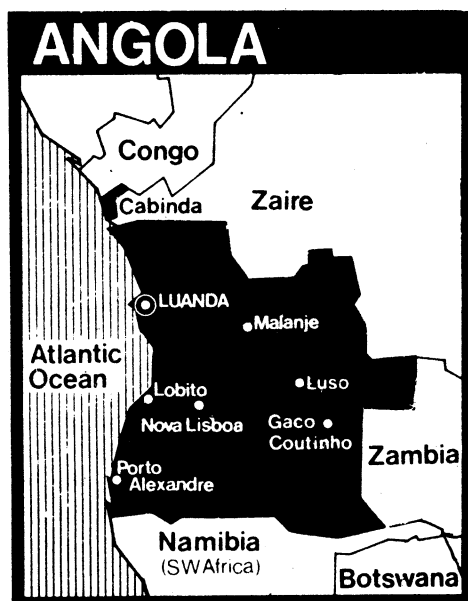 ANGOLA
Congo
Cabinda
Zaire
LUANDA
Malanje
Atlantic
Ocean
Lobito
Luso
Nova Lisboa
Gaco
Coutinho
Zambia
Porto
Alexandre
Namibia
(SW Africa)
Botswana